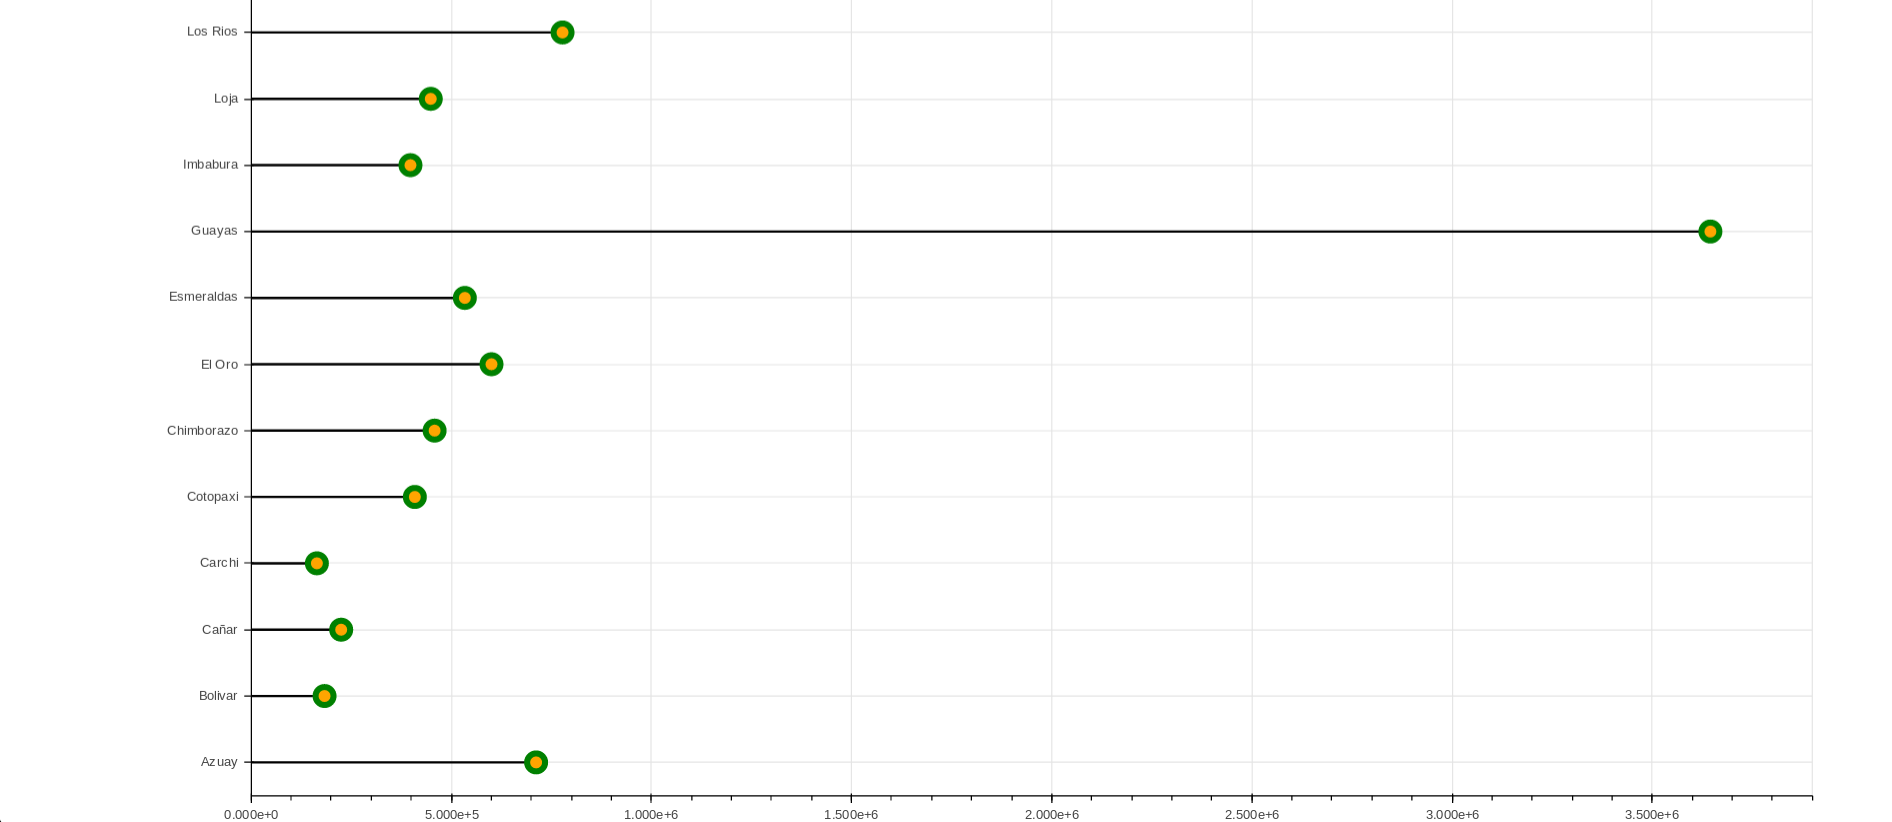 Los Rios
Loja
Imbabura
Guayas
Esmeraldas
El Oro
Chimborazo
Cotopaxi
Carchi
Cañar
Bolivar
Azuay
0.000e+0 5.000e+5 1.000e+6 1.500e+6 2.000e+6 2.500e+6 3.000e+6 3.500e+6